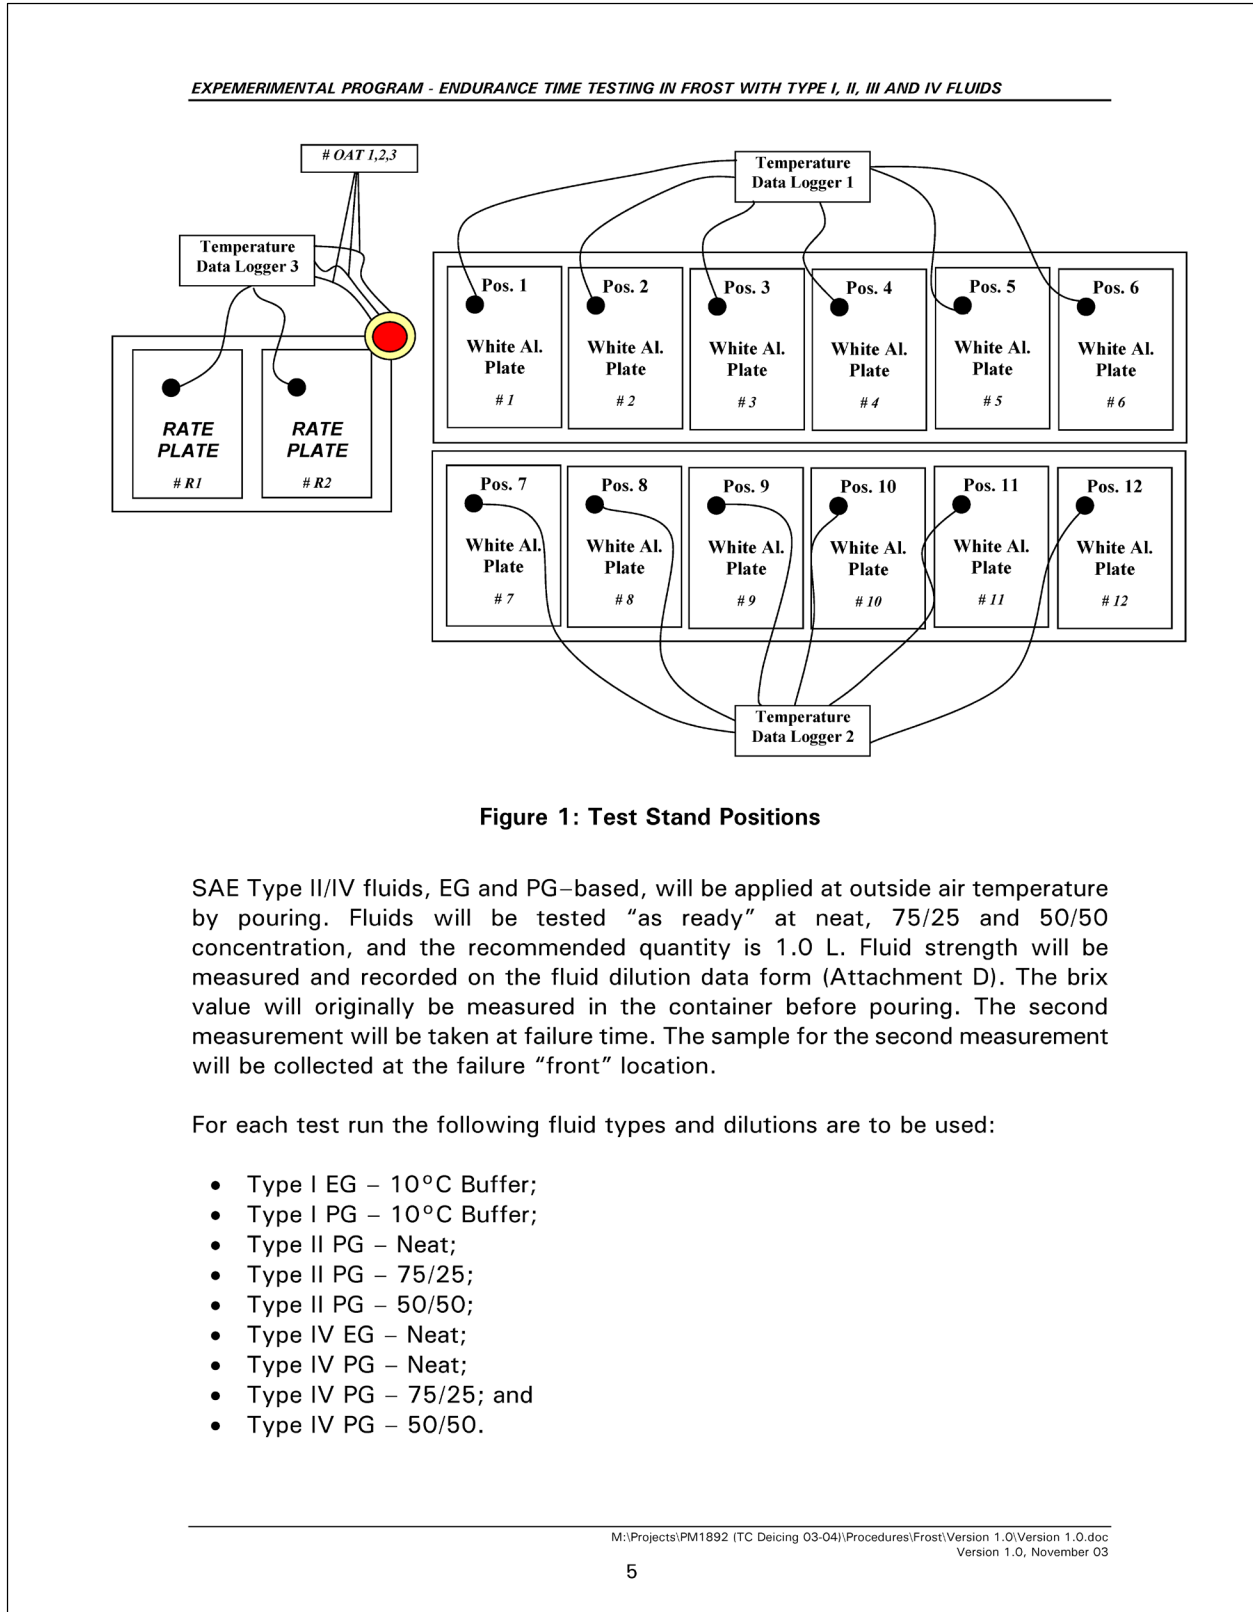 EXPEMERIMENTAL PROGRAM - ENDURANCE TIME TESTING IN FROST WITH TYPE I, II, III AND IV FLUIDS
# OAT 1,2,3
Temperature
Data Logger 3
RATE
PLATE
# R1
RATE
PLATE
# R2
Temperature
Data Logger 1
Pos. 1
White Al.
Plate
# 1
Pos. 2
White Al.
Plate
# 2
Pos. 3
White Al.
Plate
# 3
Pos. 4
White Al.
Plate
# 4
Pos. 5
White Al.
Plate
# 5
Pos. 6
White Al.
Plate
# 6
Pos. 7
White Al.
Plate
# 7
Pos. 8
White Al.
Plate
# 8
Pos. 9
White Al.
Plate
# 9
Pos. 10
White Al.
Plate
# 10
Pos. 11
White Al.
Plate
# 11
Pos. 12
White Al.
Plate
# 12
Temperature
Data Logger 2
Figure 1: Test Stand Positions
SAE Type II/IV fluids, EG and PG–based, will be applied at outside air temperature
by pouring. Fluids will be tested “as ready” at neat, 75/25 and 50/50
concentration, and the recommended quantity is 1.0 L. Fluid strength will be
measured and recorded on the fluid dilution data form (Attachment D). The brix
value will originally be measured in the container before pouring. The second
measurement will be taken at failure time. The sample for the second measurement
will be collected at the failure “front” location.
For each test run the following fluid types and dilutions are to be used:
• Type I EG – 10°C Buffer;
• Type I PG – 10°C Buffer;
• Type II PG – Neat;
• Type II PG – 75/25;
• Type II PG – 50/50;
• Type IV EG – Neat;
• Type IV PG – Neat;
• Type IV PG – 75/25; and
• Type IV PG – 50/50.
M:\Projects\PM1892 (TC Deicing 03-04)\Procedures\Frost\Version 1.0\Version 1.0.doc
Version 1.0, November 03
5